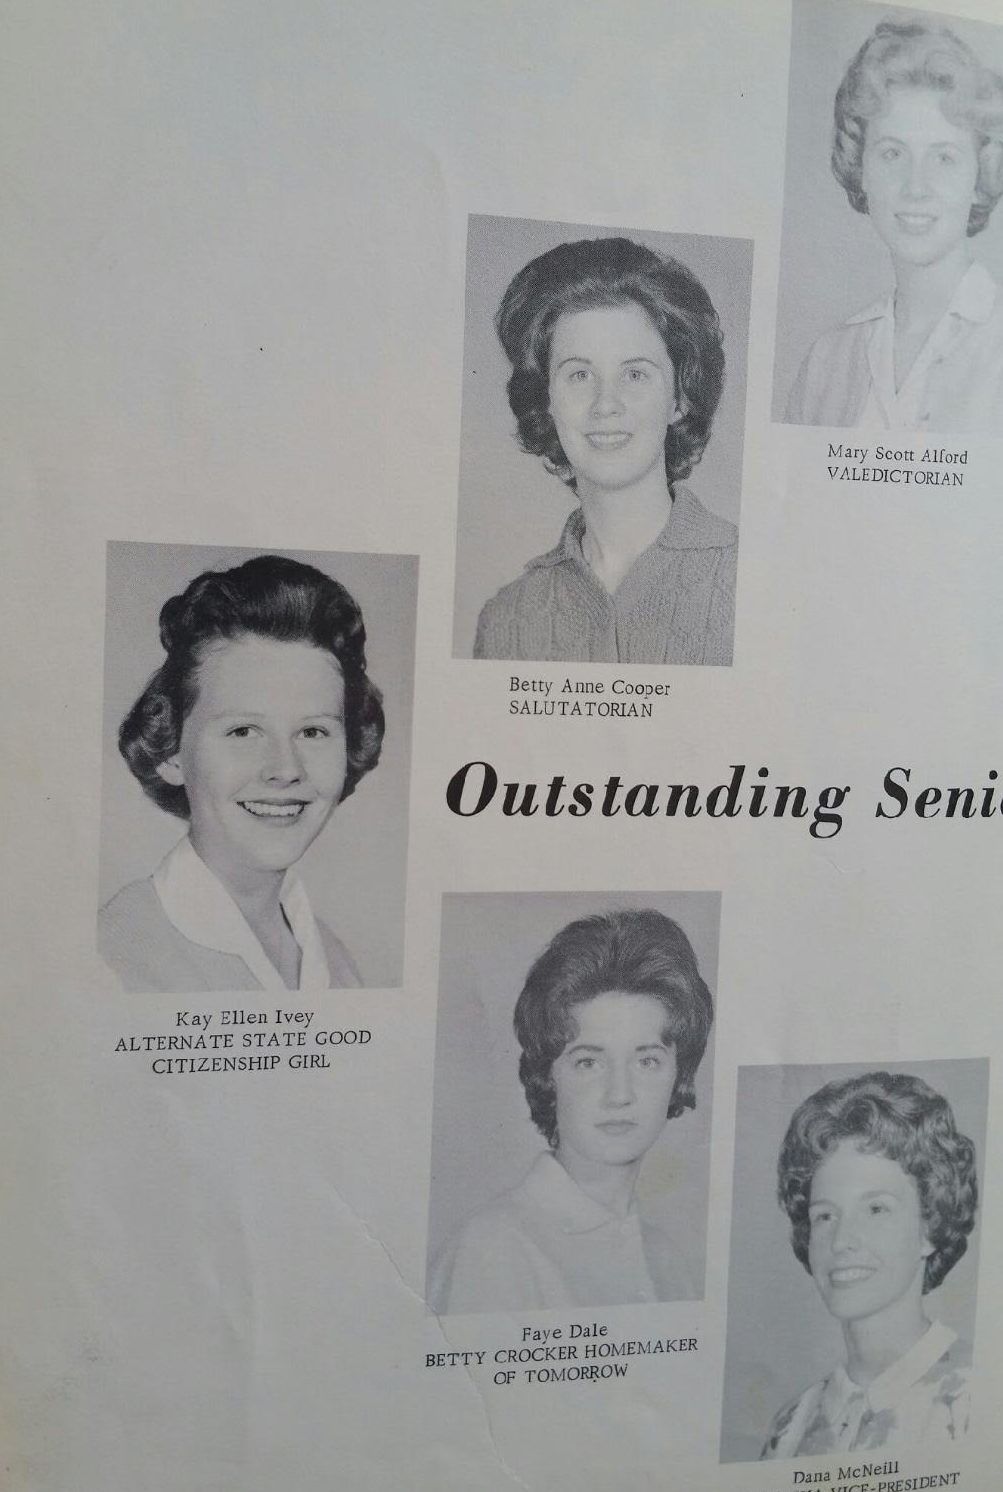 Mary Scott Alford
VALEDICTORIAN
Betty Anne Cooper
SALUTATORIAN
Outstanding
Kay Ellen Ivey
ALTERNATE STATE GOOD
CITIZENSHIP GIRL
Faye Dale
BETTY CROCKER HOMEMAKER
OF TOMORROW
Dana McNeill
VICE-PRESIDENT